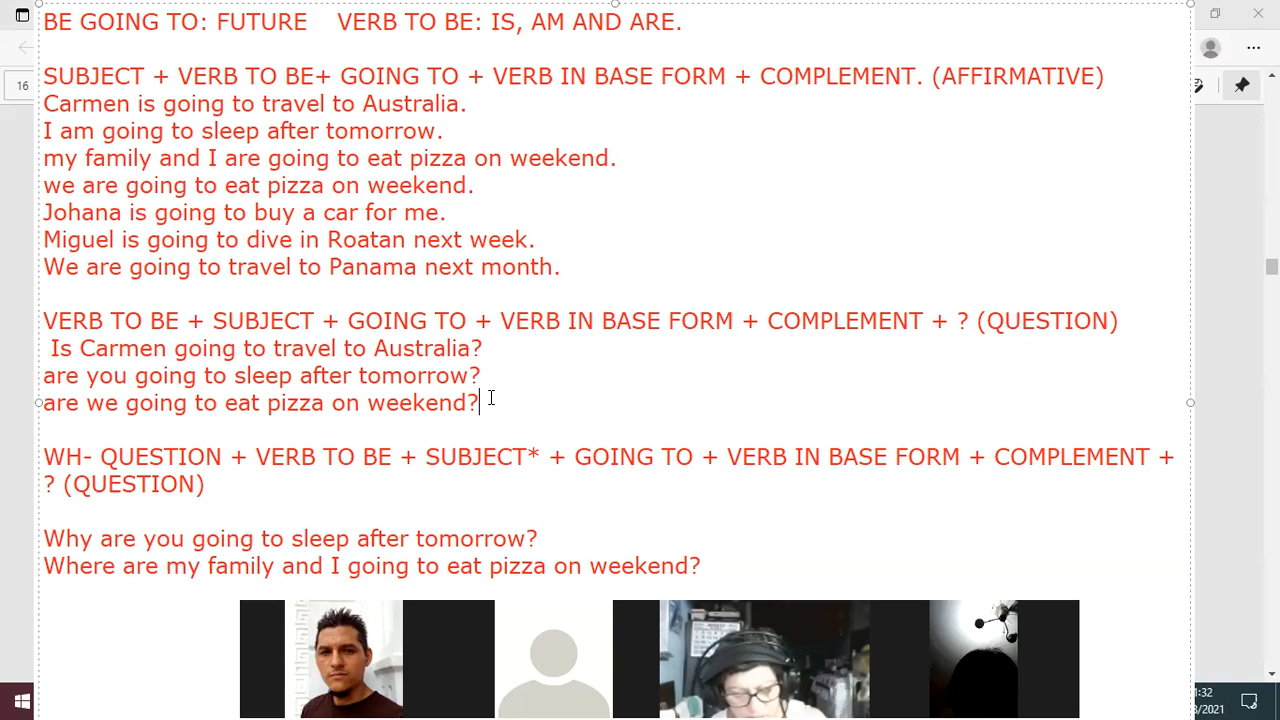 BE GOING TO: FUTURE    VERB TO BE: IS, AM AND ARE.
16
SUBJECT + VERB TO BE+ GOING TO + VERB IN BASE FORM + COMPLEMENT. (AFFIRMATIVE)
Carmen is going to travel to Australia.
I am going to sleep after tomorrow.
my family and I are going to eat pizza on weekend.
we are going to eat pizza on weekend.
Johana is going to buy a car for me.
Miguel is going to dive in Roatan next week.
We are going to travel to Panama next month.
VERB TO BE + SUBJECT + GOING TO + VERB IN BASE FORM + COMPLEMENT + ? (QUESTION)
Is Carmen going to travel to Australia?
are you going to sleep after tomorrow?
are we going to eat pizza on weekend?
WH- QUESTION + VERB TO BE + SUBJECT* + GOING TO + VERB IN BASE FORM + COMPLEMENT +
? (QUESTION)
Why are you going to sleep after tomorrow?
Where are my family and I going to eat pizza on weekend?
:32
/2021